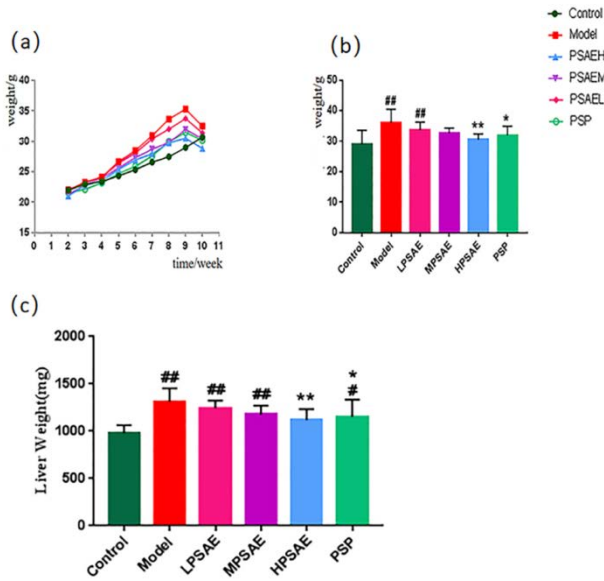 (a)
weight/g
40
35
30
25
20
15
0 1 2 3 4 5 6 7 8 9 10 11
time/week
(b)
weight/g
50
40
30
20
10
0
## ## ** *
Control Model LPSAE MPSAE HPSAE PSP
Control
Model
PSAEH
PSAEM
PSAEL
PSP
(c)
Liver Weight(mg)
2000
1500
1000
500
0
## ## ## ** *
#
Control Model LPSAE MPSAE HPSAE PSP